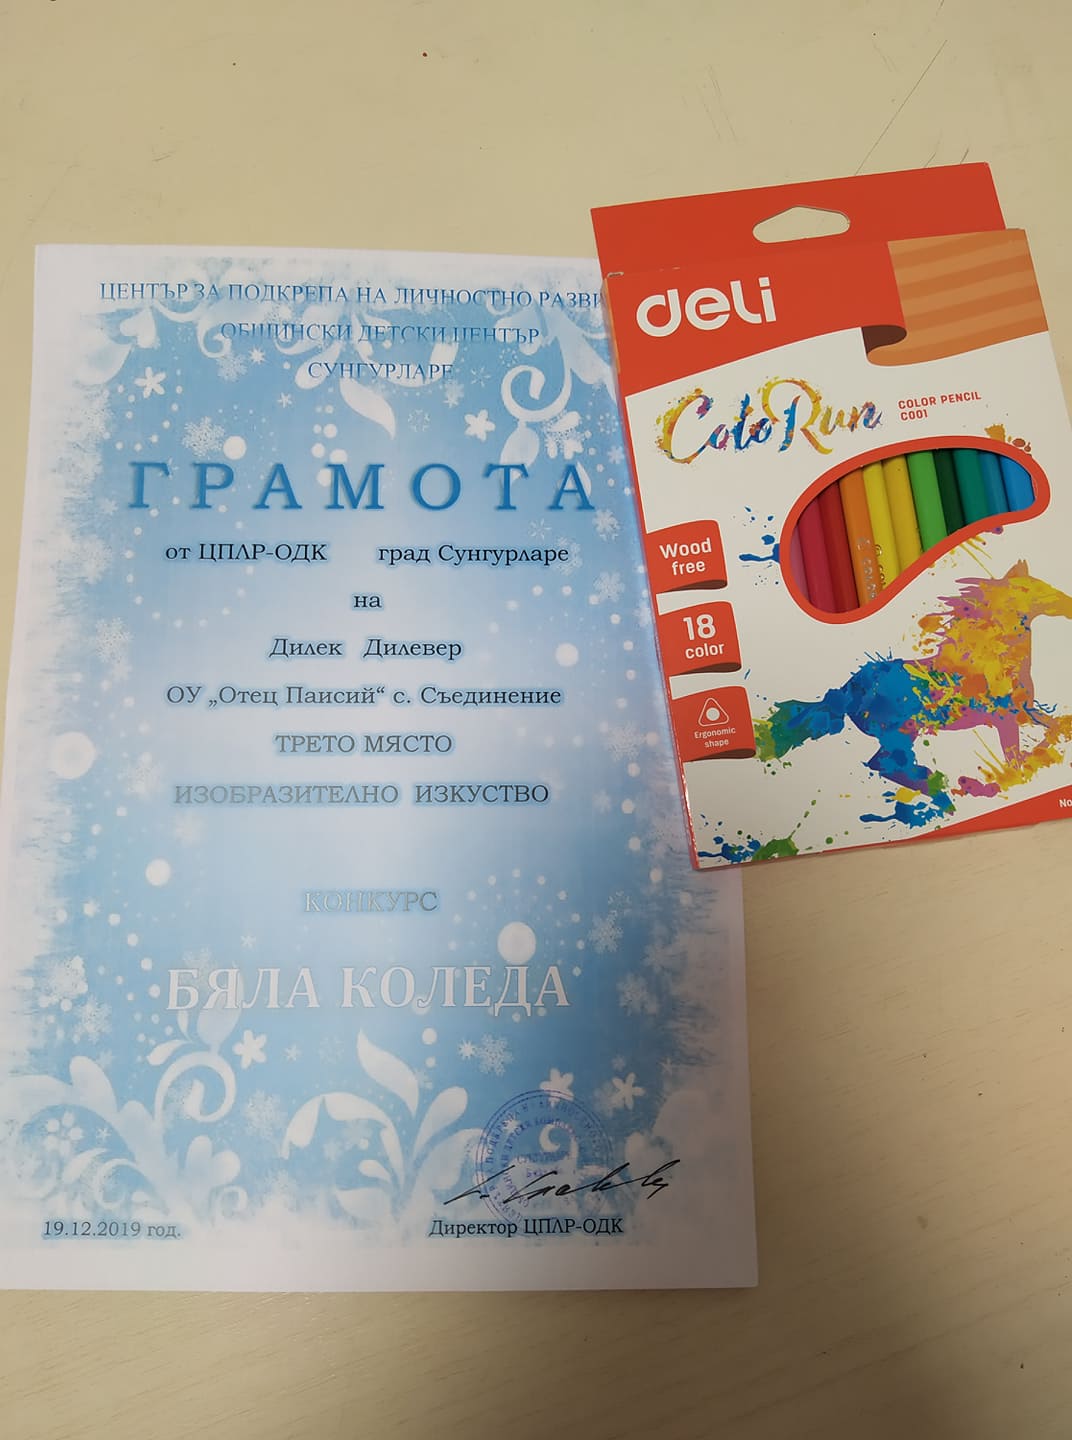 ЦЕНТЪР ЗА ПОДКРЕПА НА ЛИЧНОСТНО РАЗВИ
ОБЩИНСКИ ДЕТСКИ ЦЕНТЪР
СУНГУРЛАРЕ
ГРАМОТА
от ЦПЛР-ОДК град Сунгурларе
на
Дилек Дилевер
ОУ „Отец Паисий“ с. Съединение
ТРЕТО МЯСТО
ИЗОБРАЗИТЕЛНО ИЗКУСТВО
КОНКУРС
БЯЛА КОЛЕДА
19.12.2019 год.
Директор ЦПЛР-ОДК
deli
ColoRun
COLOR PENCIL
C001
Wood
free
18
color
Ergonomic
shape
No